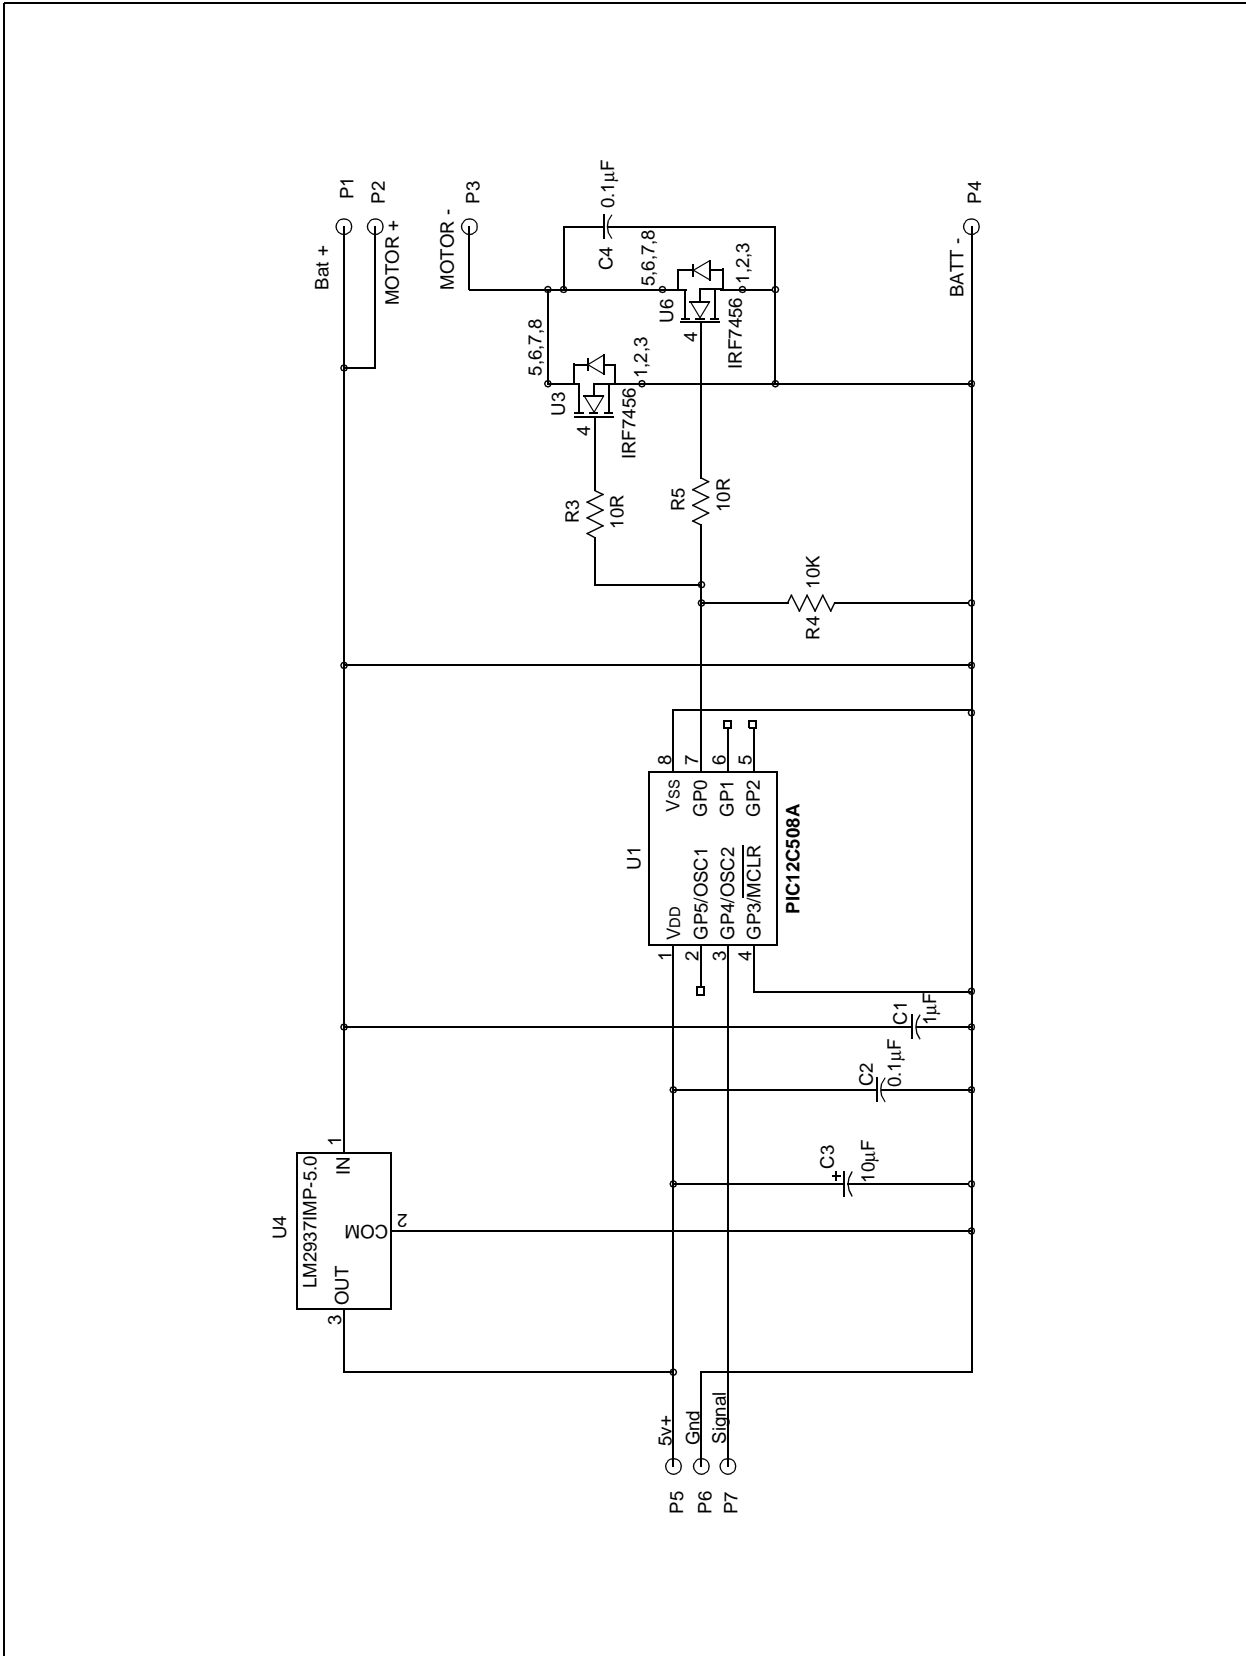 U4
LM2937IMP-5.0
3
OUT
IN
1
COM
2
Bat +
P1
P2
MOTOR +
MOTOR -
P3
5,6,7,8
U3
4
1,2,3
IRF7456
C4
0.1µF
5,6,7,8
U6
4
1,2,3
IRF7456
R3
10R
R5
10R
R4
10K
BATT -
P4
U1
1
VDD
VSS
8
2
GP5/OSC1
GP0
7
3
GP4/OSC2
GP1
6
4
GP3/MCLR
GP2
5
PIC12C508A
C1
1µF
C2
0.1µF
C3
+
10µF
P5
5v+
P6
Gnd
P7
Signal